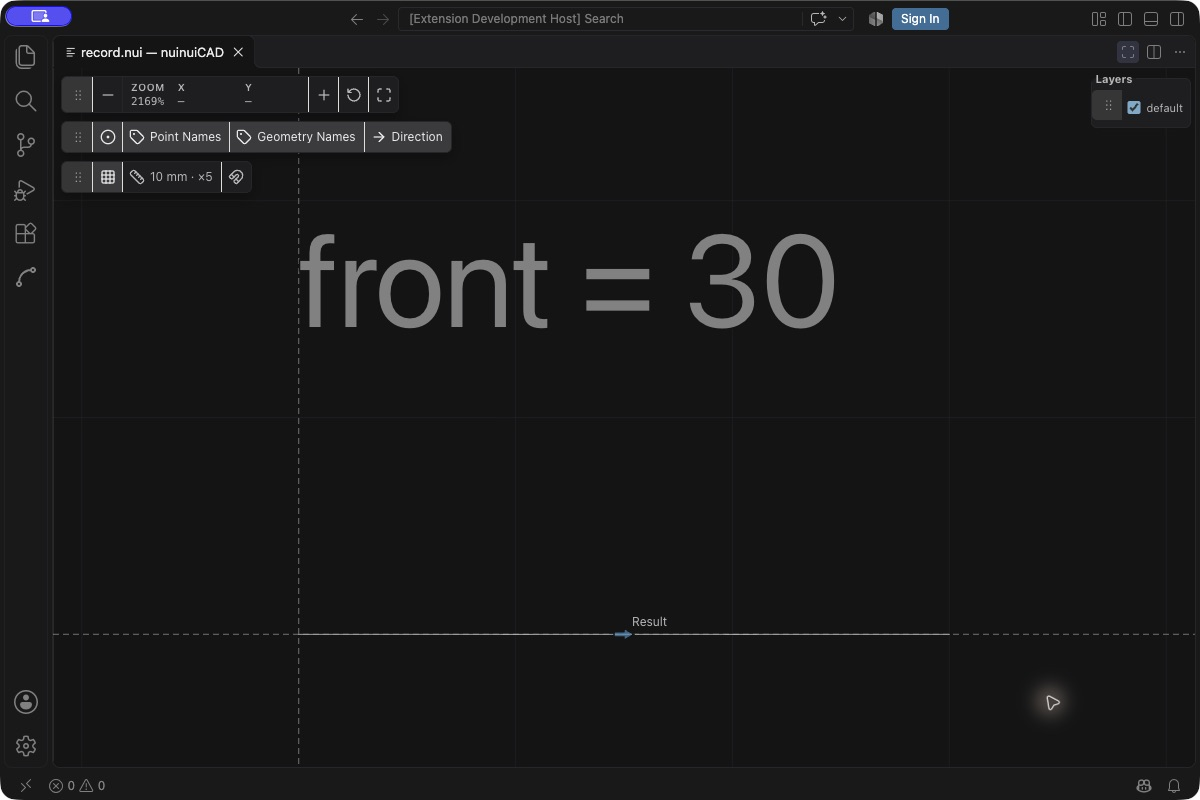 [Extension Development Host] Search
Sign In
record.nui — nuinuiCAD
ZOOM X Y
2169% – –
Layers
default
Point Names
Geometry Names
Direction
10 mm · ×5
front = 30
Result
0 0